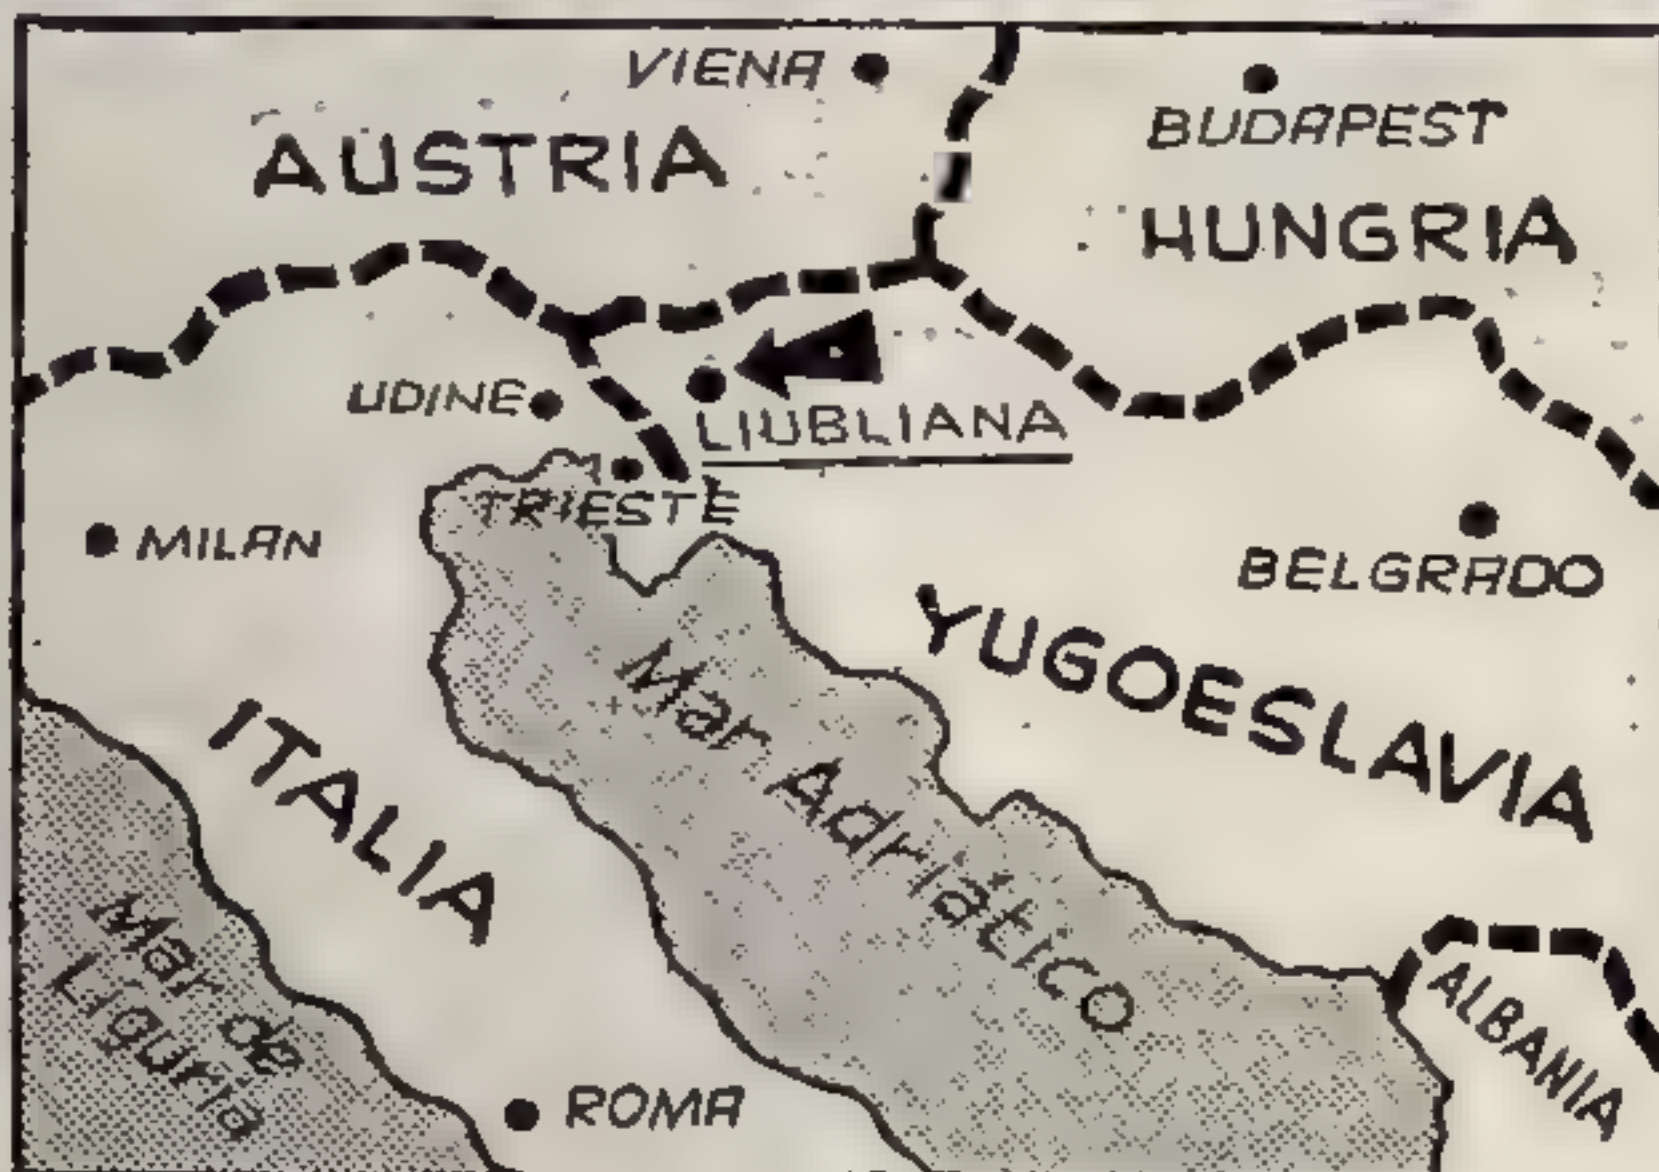 VIENA
BUDAPEST
AUSTRIA
HUNGRIA
UDINE
LIUBLIANA
TRIESTE
MILAN
BELGRADO
YUGOESLAVIA
ITALIA
Mar Adriatico
Mar de
Liguria
ALBANIA
ROMA